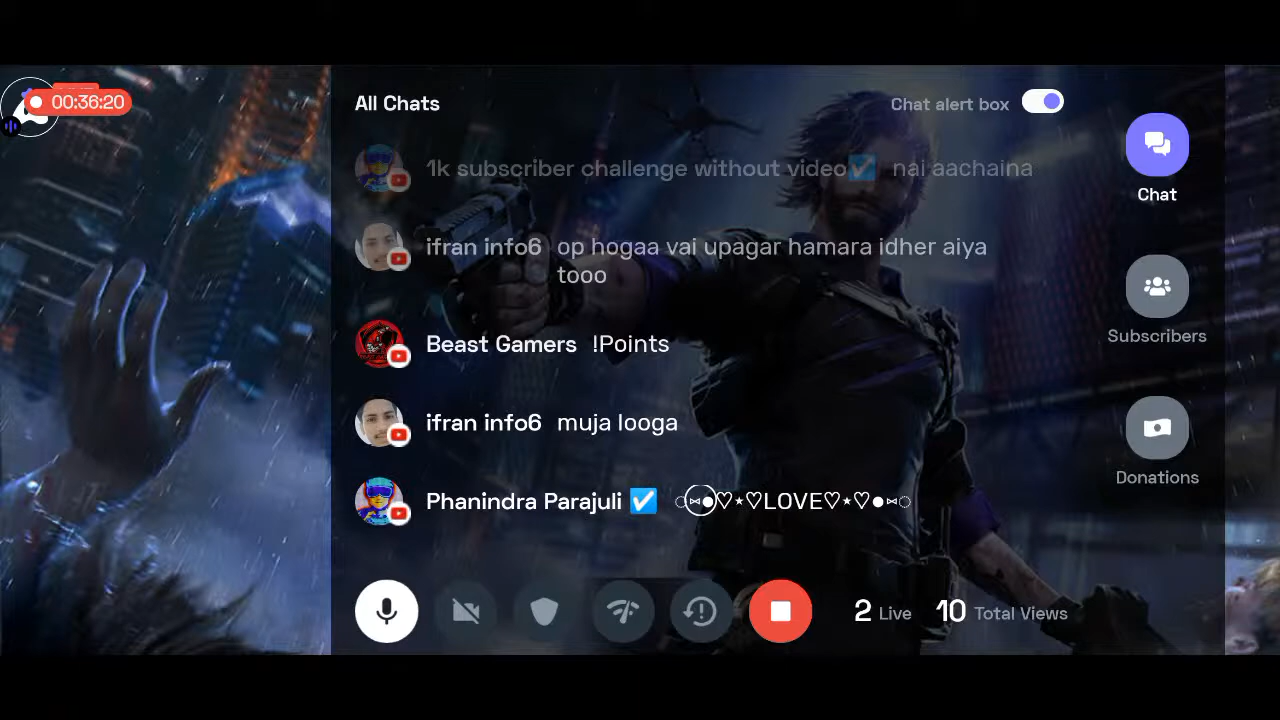 00:36:20
All Chats
Chat alert box
1k subscriber challenge without video☑️ nai aachaina
Chat
ifran info6 op hogaa vai upagar hamara idher aiya
tooo
Subscribers
Beast Gamers !Points
ifran info6 muja looga
Donations
Phanindra Parajuli ☑️ ◌⑅●♡⋆♡LOVE♡⋆♡●⑅◌
2 Live 10 Total Views